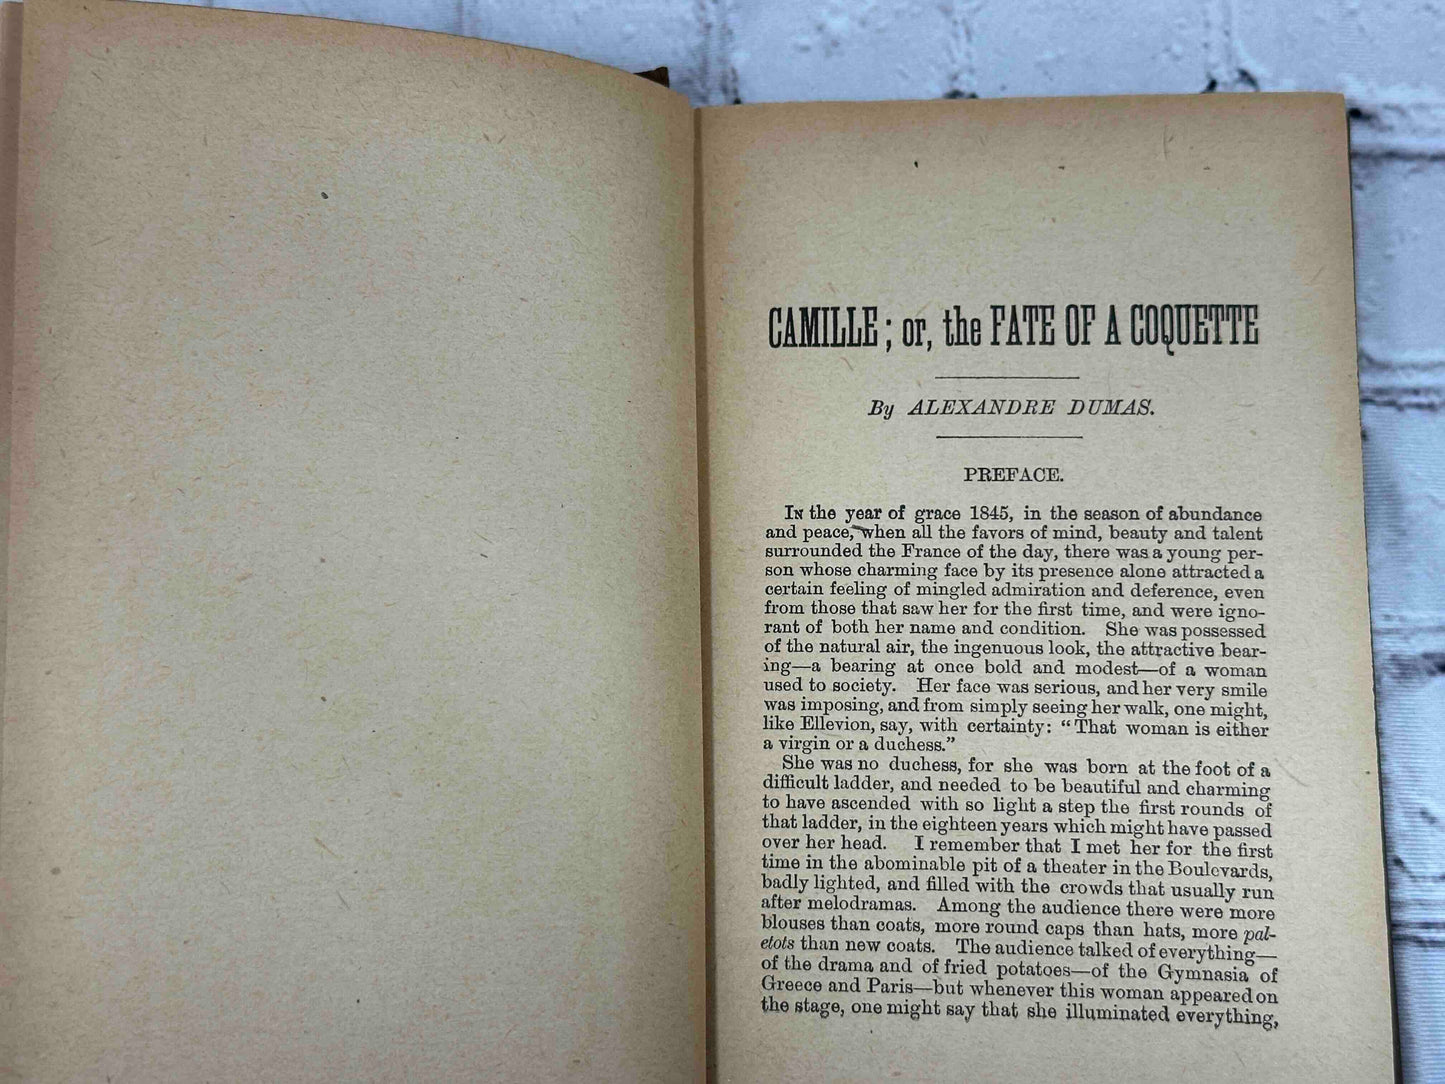 CAMILLE; or, the FATE OF A COQUETTE
By ALEXANDRE DUMAS.
PREFACE.
IN the year of grace 1845, in the season of abundance
and peace, when all the favors of mind, beauty and talent
surrounded the France of the day, there was a young per-
son whose charming face by its presence alone attracted a
certain feeling of mingled admiration and deference, even
from those that saw her for the first time, and were igno-
rant of both her name and condition. She was possessed
of the natural air, the ingenuous look, the attractive bear-
ing—a bearing at once bold and modest—of a woman
used to society. Her face was serious, and her very smile
was imposing, and from simply seeing her walk, one might,
like Ellevion, say, with certainty: "That woman is either
a virgin or a duchess."
She was no duchess, for she was born at the foot of a
difficult ladder, and needed to be beautiful and charming
to have ascended with so light a step the first rounds of
that ladder, in the eighteen years which might have passed
over her head. I remember that I met her for the first
time in the abominable pit of a theater in the Boulevards,
badly lighted, and filled with the crowds that usually run
after melodramas. Among the audience there were more
blouses than coats, more round caps than hats, more pal-
etots than new coats. The audience talked of everything—
of the drama and of fried potatoes—of the Gymnasia of
Greece and Paris—but whenever this woman appeared on
the stage, one might say that she illuminated everything,